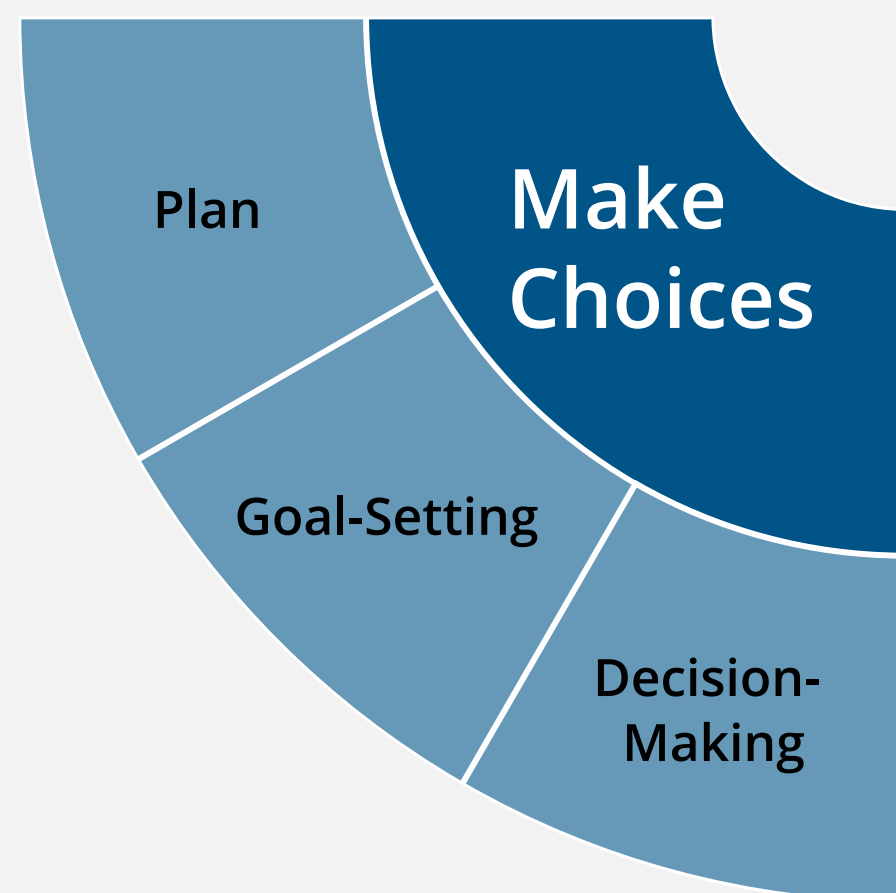 Make
Choices
Plan
Goal-Setting
Decision-
Making